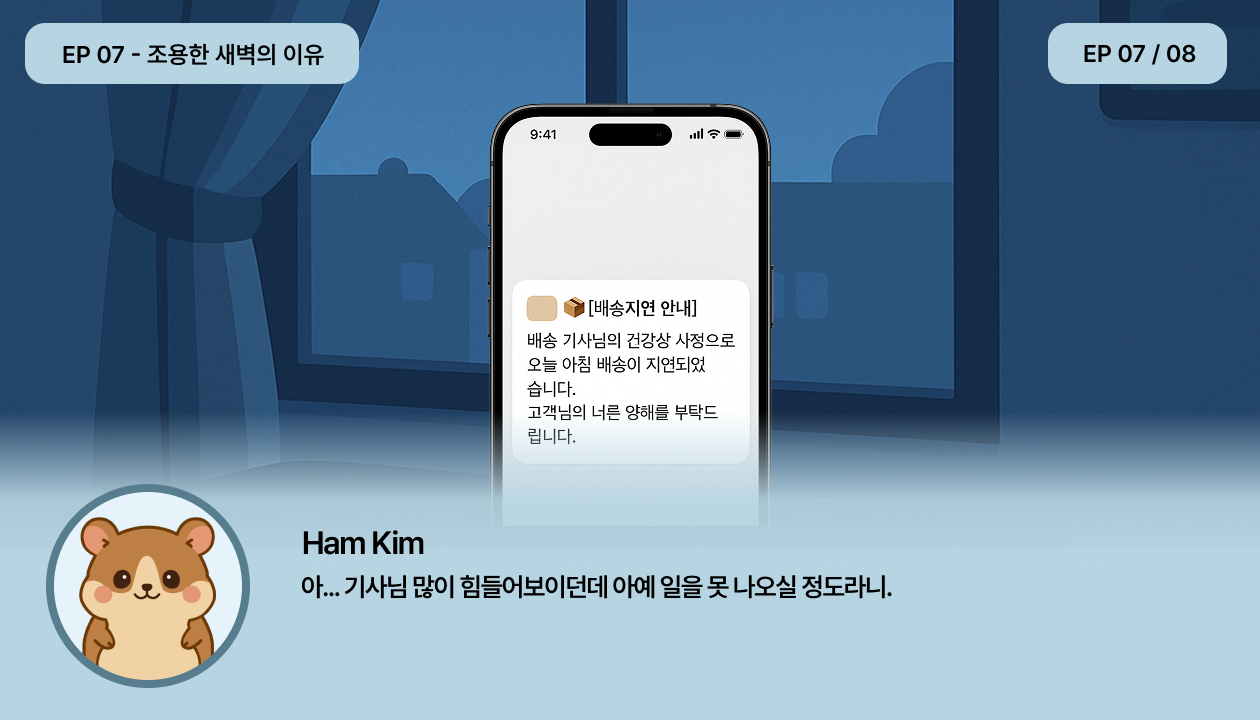 EP 07 - 조용한 새벽의 이유
EP 07 / 08
9:41
[배송지연 안내]
배송 기사님의 건강상 사정으로
오늘 아침 배송이 지연되었
습니다.
고객님의 너른 양해를 부탁드
립니다.
Ham Kim
아... 기사님 많이 힘들어보이던데 아예 일을 못 나오실 정도라니.